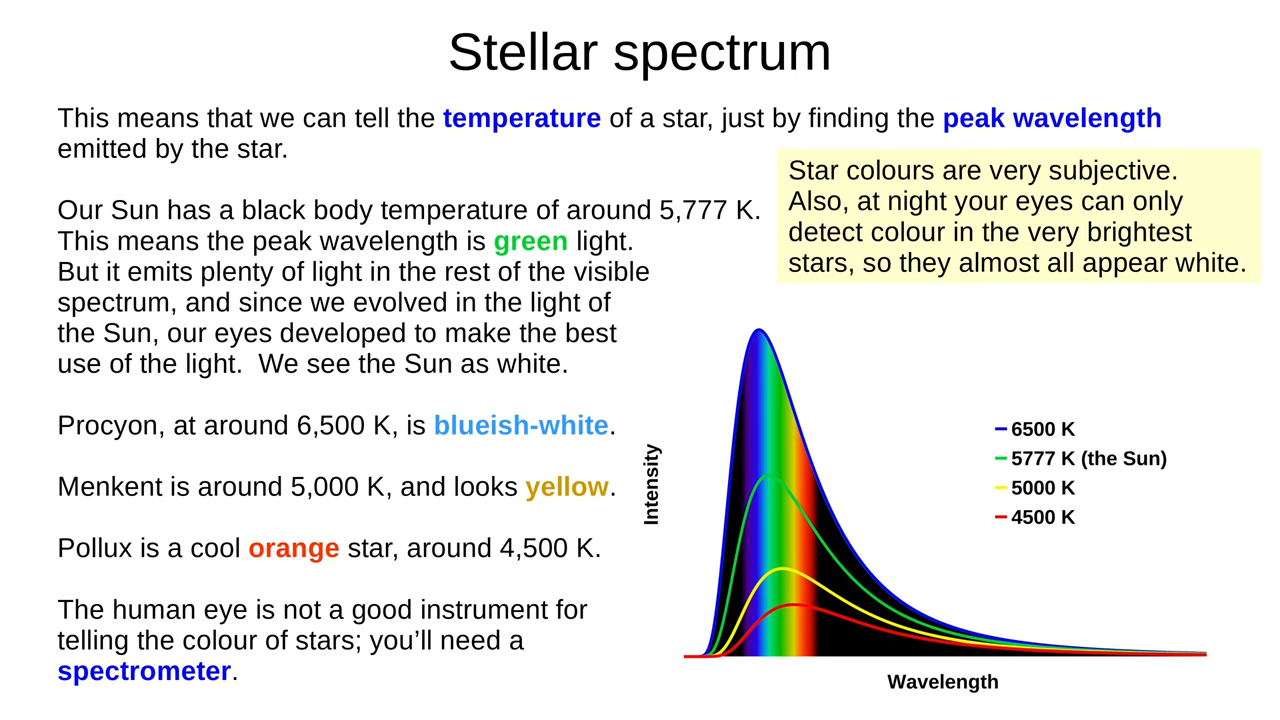 Stellar spectrum
This means that we can tell the temperature of a star, just by finding the peak wavelength
emitted by the star.
Star colours are very subjective.
Also, at night your eyes can only
detect colour in the very brightest
stars, so they almost all appear white.
Our Sun has a black body temperature of around 5,777 K.
This means the peak wavelength is green light.
But it emits plenty of light in the rest of the visible
spectrum, and since we evolved in the light of
the Sun, our eyes developed to make the best
use of the light.  We see the Sun as white.
Procyon, at around 6,500 K, is blueish-white.
Menkent is around 5,000 K, and looks yellow.
Pollux is a cool orange star, around 4,500 K.
The human eye is not a good instrument for
telling the colour of stars; you’ll need a
spectrometer.
Intensity
6500 K
5777 K (the Sun)
5000 K
4500 K
Wavelength